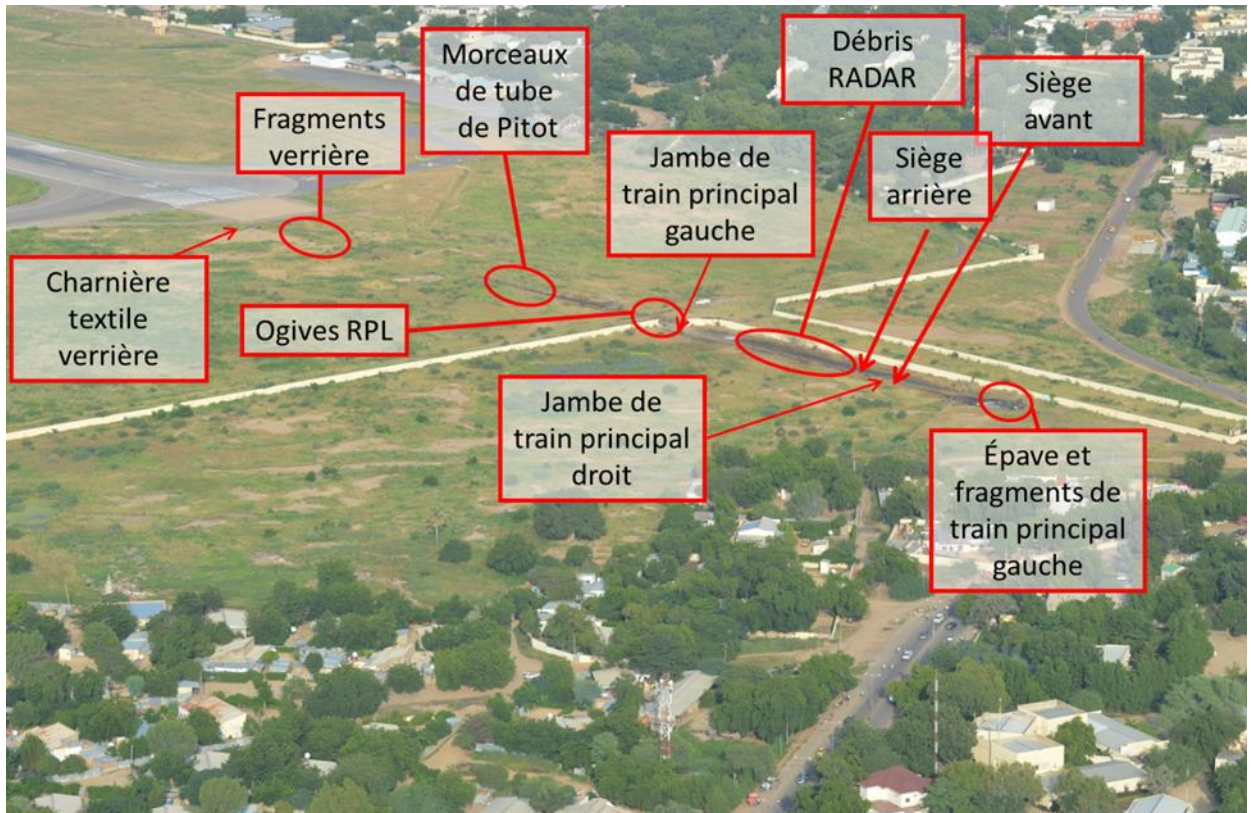 Morceaux
de tube
de Pitot
Débris
RADAR
Siège
avant
Fragments
verrière
Jambe de
train principal
gauche
Siège
arrière
Charnière
textile
verrière
Ogives RPL
Jambe de
train principal
droit
Épave et
fragments de
train principal
gauche